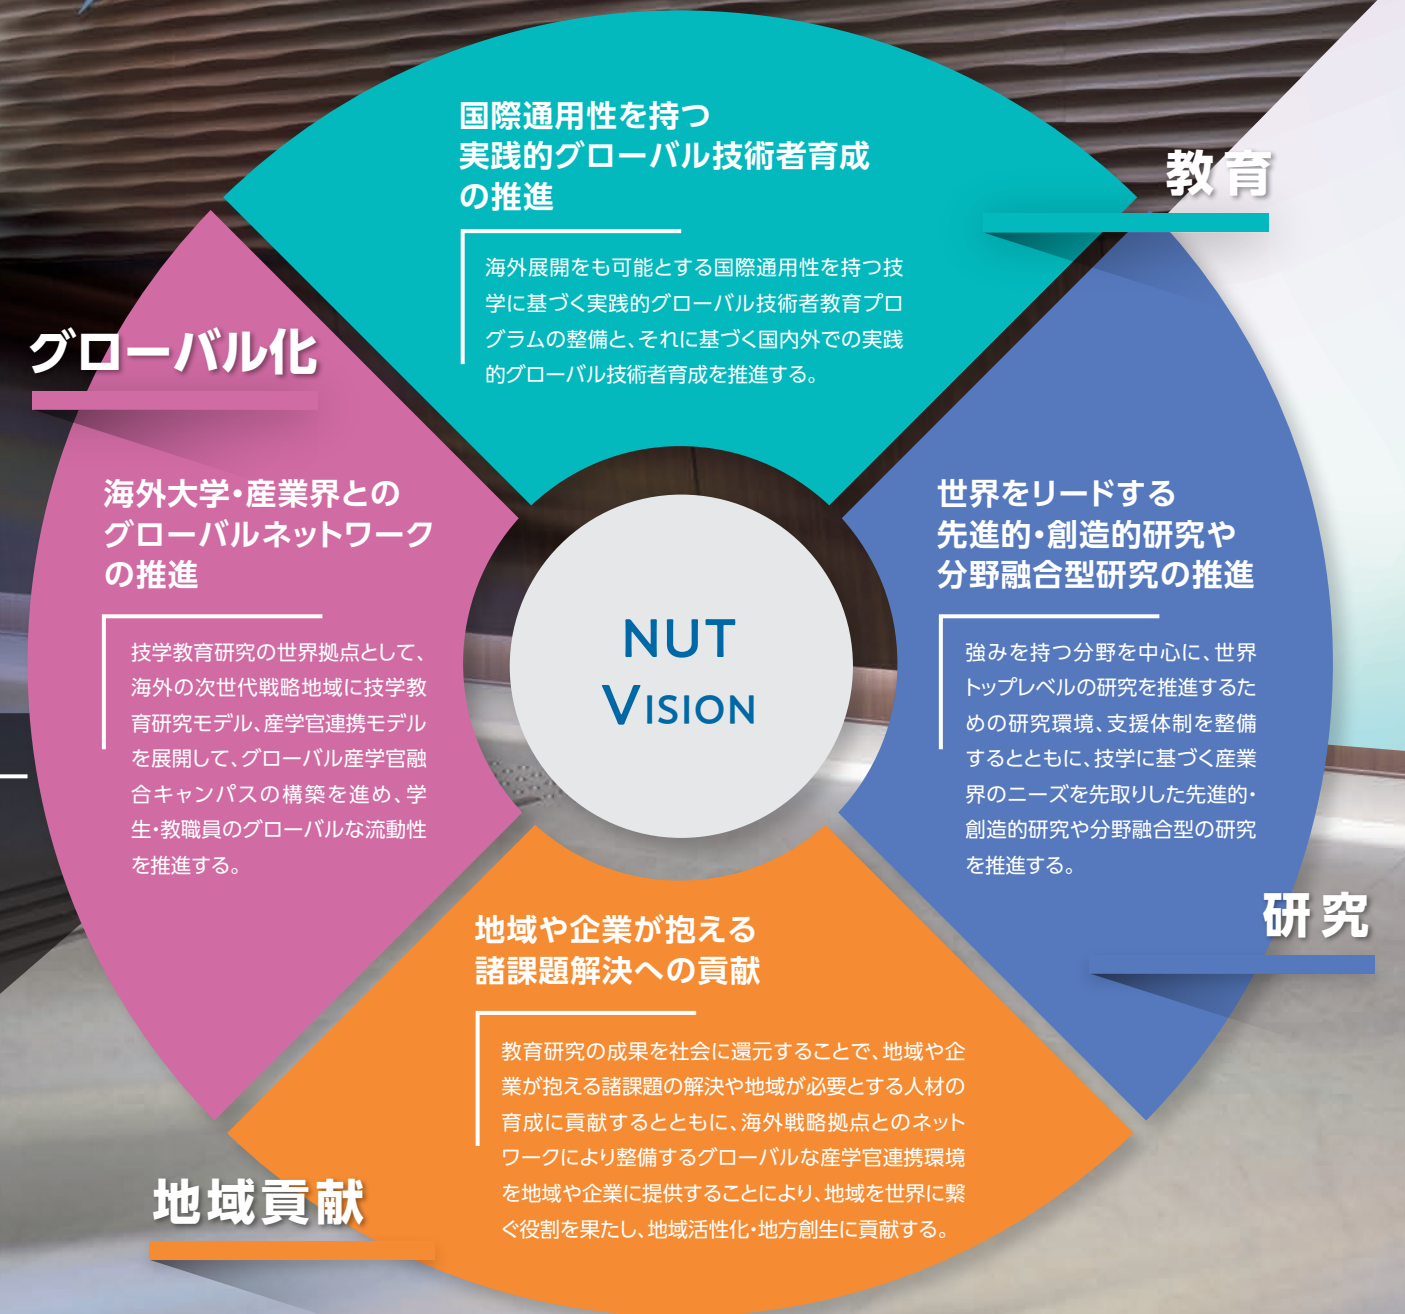 国際通用性を持つ
実践的グローバル技術者育成
の推進
教育
海外展開をも可能とする国際通用性を持つ技
学に基づく実践的グローバル技術者教育プロ
グラムの整備と、それに基づく国内外での実践
的グローバル技術者育成を推進する。
グローバル化
海外大学・産業界との
グローバルネットワーク
の推進
技学教育研究の世界拠点として、
海外の次世代戦略地域に技学教
育研究モデル、産学官連携モデル
を展開して、グローバル産学官融
合キャンパスの構築を進め、学
生・教職員のグローバルな流動性
を推進する。
NUT
VISION
世界をリードする
先進的・創造的研究や
分野融合型研究の推進
強みを持つ分野を中心に、世界
トップレベルの研究を推進するた
めの研究環境、支援体制を整備
するとともに、技学に基づく産業
界のニーズを先取りした先進的・
創造的研究や分野融合型の研究
を推進する。
研究
地域や企業が抱える
諸課題解決への貢献
教育研究の成果を社会に還元することで、地域や企
業が抱える諸課題の解決や地域が必要とする人材の
育成に貢献するとともに、海外戦略拠点とのネット
ワークにより整備するグローバルな産学官連携環境
を地域や企業に提供することにより、地域を世界に繋
ぐ役割を果たし、地域活性化・地方創生に貢献する。
地域貢献